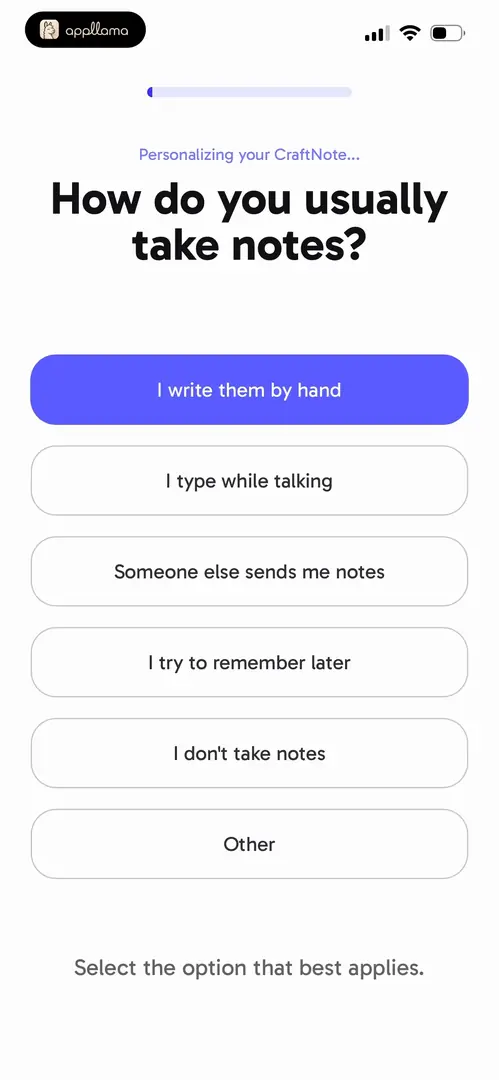 appllama
Personalizing your CraftNote...
How do you usually
take notes?
I write them by hand
I type while talking
Someone else sends me notes
I try to remember later
I don't take notes
Other
Select the option that best applies.